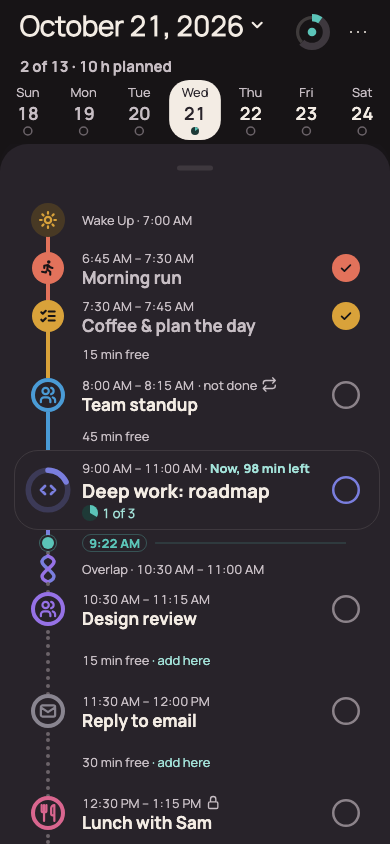 October 21, 2026
2 of 13 · 10 h planned
Sun Mon Tue Wed Thu Fri Sat
18 19 20 21 22 23 24
Wake Up · 7:00 AM
6:45 AM – 7:30 AM
Morning run
7:30 AM – 7:45 AM
Coffee & plan the day
15 min free
8:00 AM – 8:15 AM · not done
Team standup
45 min free
9:00 AM – 11:00 AM · Now, 98 min left
Deep work: roadmap
1 of 3
9:22 AM
Overlap · 10:30 AM – 11:00 AM
10:30 AM – 11:15 AM
Design review
15 min free · add here
11:30 AM – 12:00 PM
Reply to email
30 min free · add here
12:30 PM – 1:15 PM
Lunch with Sam